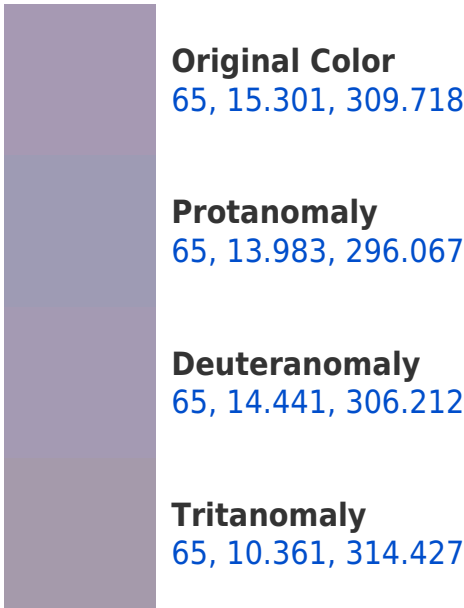 Original Color
65, 15.301, 309.718
Protanomaly
65, 13.983, 296.067
Deuteranomaly
65, 14.441, 306.212
Tritanomaly
65, 10.361, 314.427